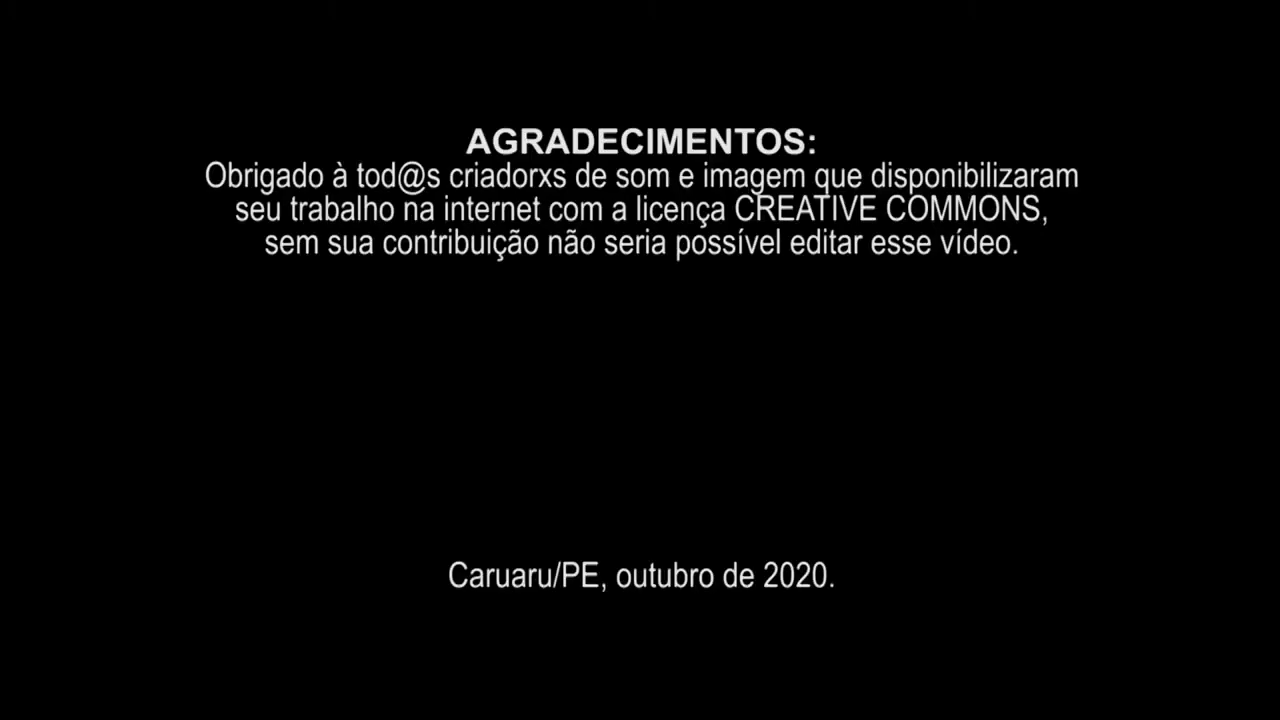 AGRADECIMENTOS:
Obrigado à tod@s criadorxs de som e imagem que disponibilizaram
seu trabalho na internet com a licença CREATIVE COMMONS,
sem sua contribuição não seria possível editar esse vídeo.
Caruaru/PE, outubro de 2020.